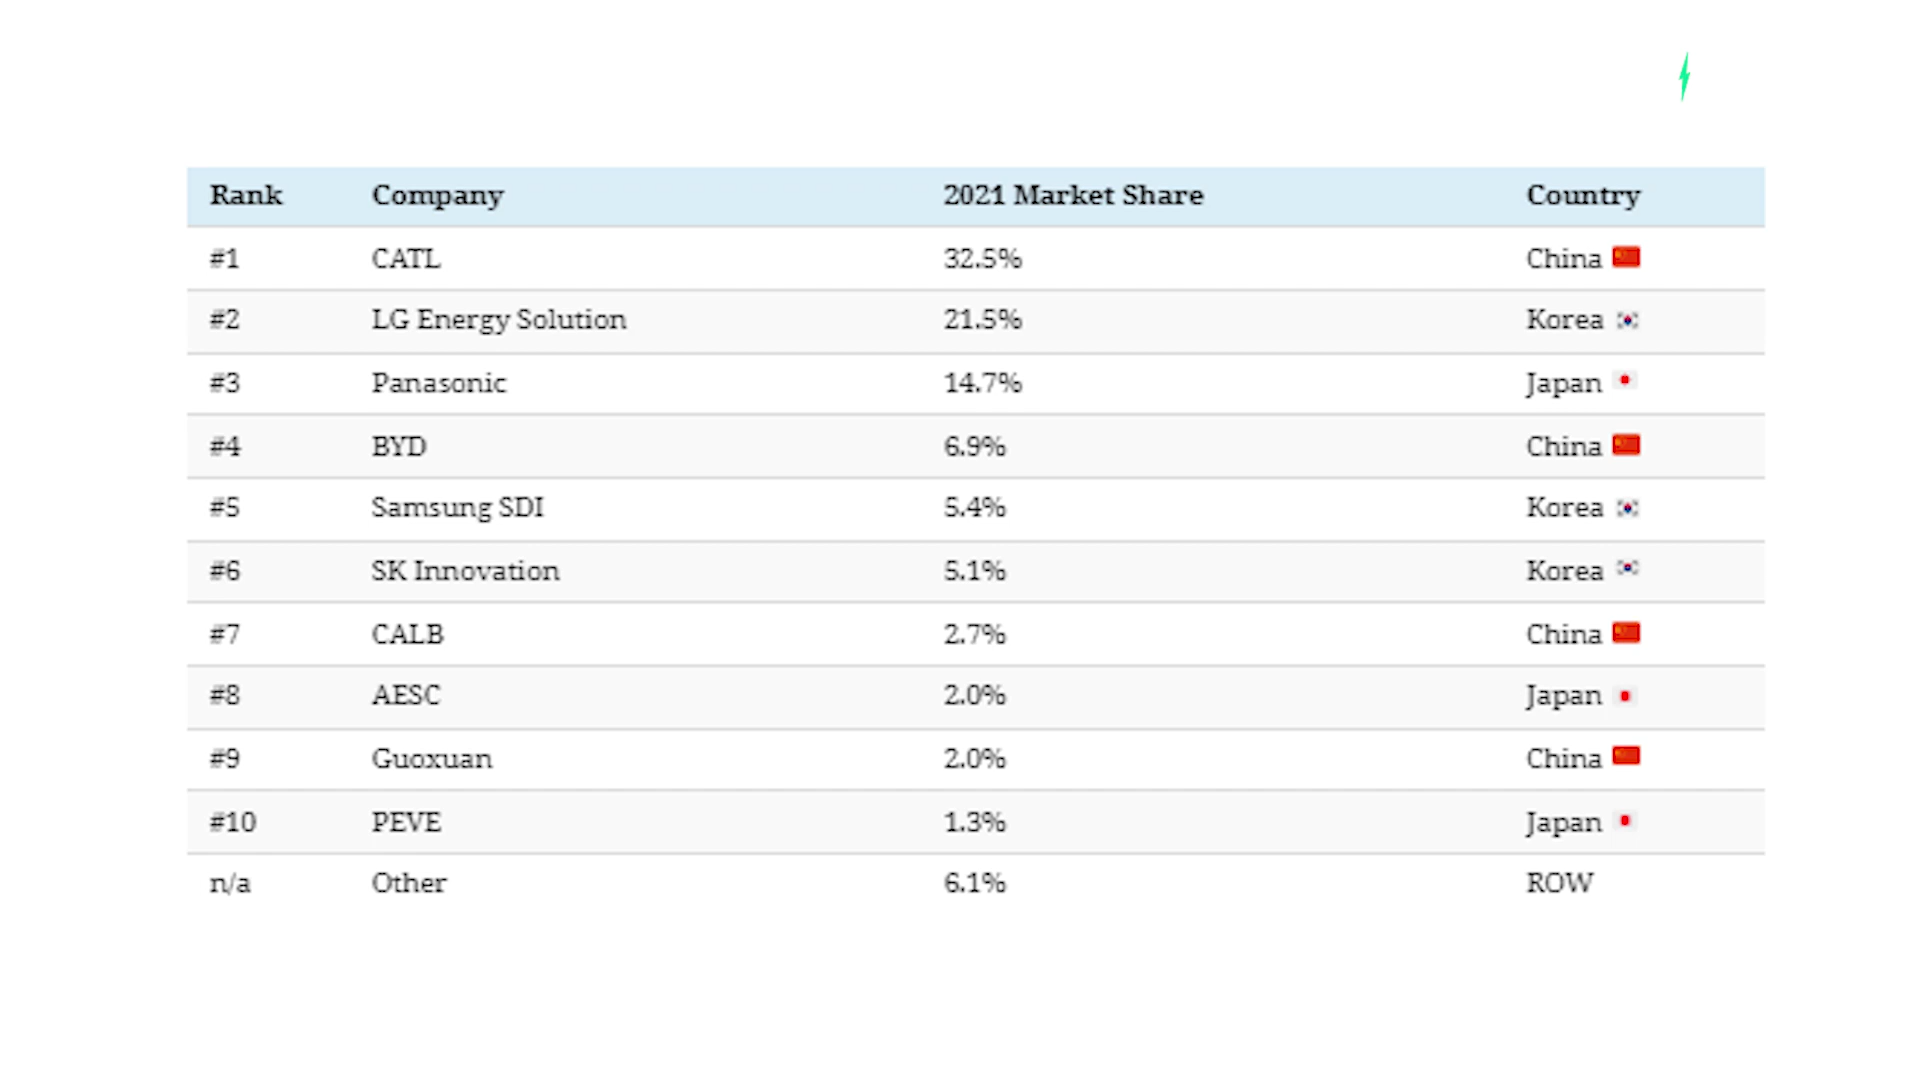 Rank Company 2021 Market Share Country
#1 CATL 32.5% China
#2 LG Energy Solution 21.5% Korea
#3 Panasonic 14.7% Japan
#4 BYD 6.9% China
#5 Samsung SDI 5.4% Korea
#6 SK Innovation 5.1% Korea
#7 CALB 2.7% China
#8 AESC 2.0% Japan
#9 Guoxuan 2.0% China
#10 PEVE 1.3% Japan
n/a Other 6.1% ROW